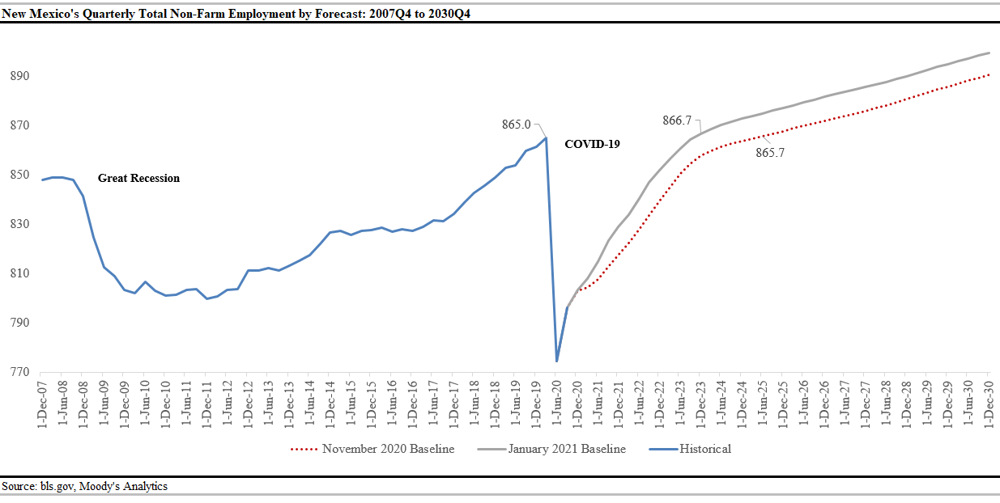 New Mexico's Quarterly Total Non-Farm Employment by Forecast: 2007Q4 to 2030Q4
890
870
850
830
810
790
770
865.0
COVID-19
866.7
865.7
Great Recession
1-Dec-07
1-Jun-08
1-Dec-08
1-Jun-09
1-Dec-09
1-Jun-10
1-Dec-10
1-Jun-11
1-Dec-11
1-Jun-12
1-Dec-12
1-Jun-13
1-Dec-13
1-Jun-14
1-Dec-14
1-Jun-15
1-Dec-15
1-Jun-16
1-Dec-16
1-Jun-17
1-Dec-17
1-Jun-18
1-Dec-18
1-Jun-19
1-Dec-19
1-Jun-20
1-Dec-20
1-Jun-21
1-Dec-21
1-Jun-22
1-Dec-22
1-Jun-23
1-Dec-23
1-Jun-24
1-Dec-24
1-Jun-25
1-Dec-25
1-Jun-26
1-Dec-26
1-Jun-27
1-Dec-27
1-Jun-28
1-Dec-28
1-Jun-29
1-Dec-29
1-Jun-30
1-Dec-30
November 2020 Baseline
January 2021 Baseline
Historical
Source: bls.gov, Moody's Analytics